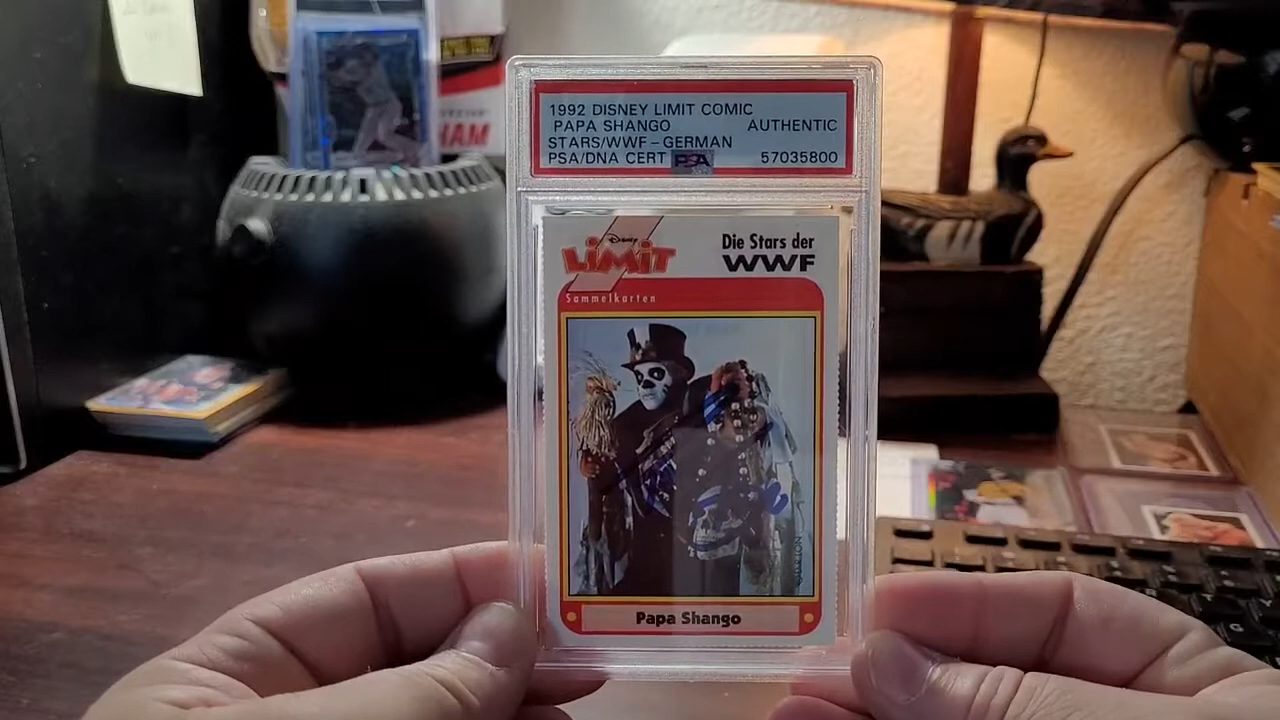 1992 DISNEY LIMIT COMIC
PAPA SHANGO AUTHENTIC
STARS/WWF-GERMAN
PSA/DNA CERT PSA 57035800
Disney
LiMiT
Die Stars der
WWF
Sammelkarten
Papa Shango
HAM